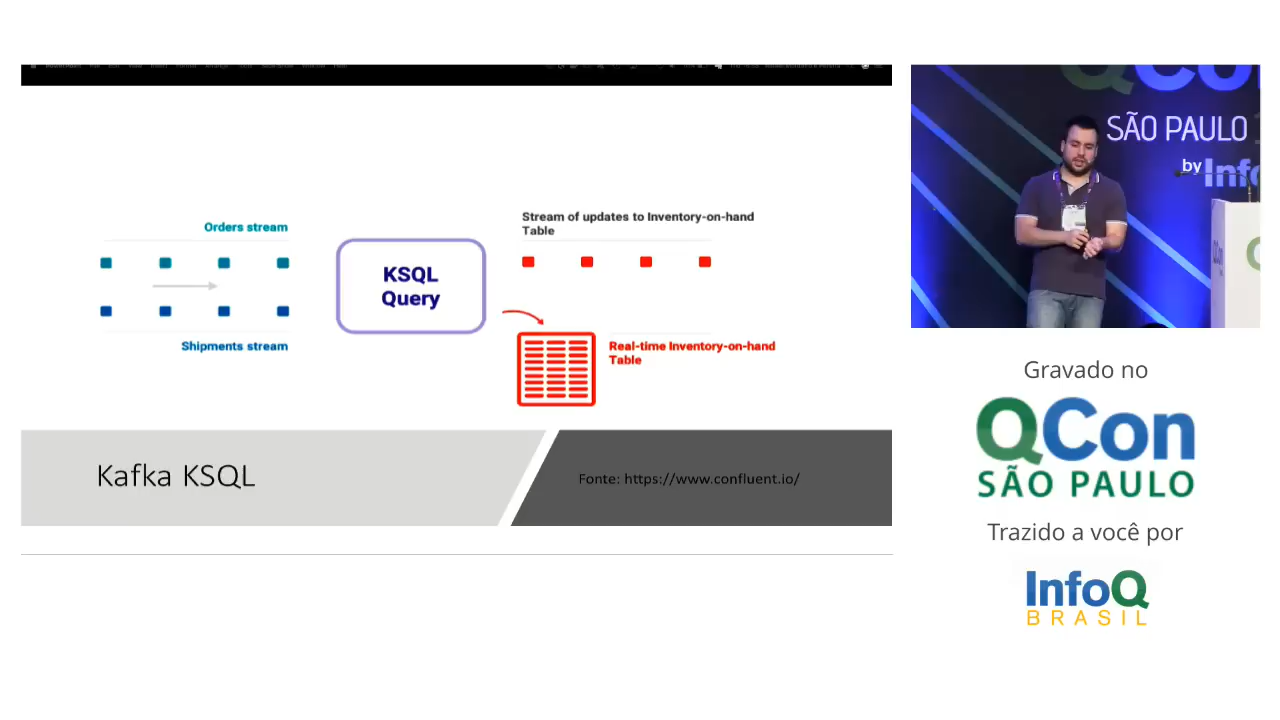 Orders stream
Shipments stream
KSQL
Query
Stream of updates to Inventory-on-hand
Table
Real-time Inventory-on-hand
Table
Kafka KSQL
Fonte: https://www.confluent.io/
SÃO PAULO
by
Gravado no
QCon
SÃO PAULO
Trazido a você por
InfoQ
BRASIL